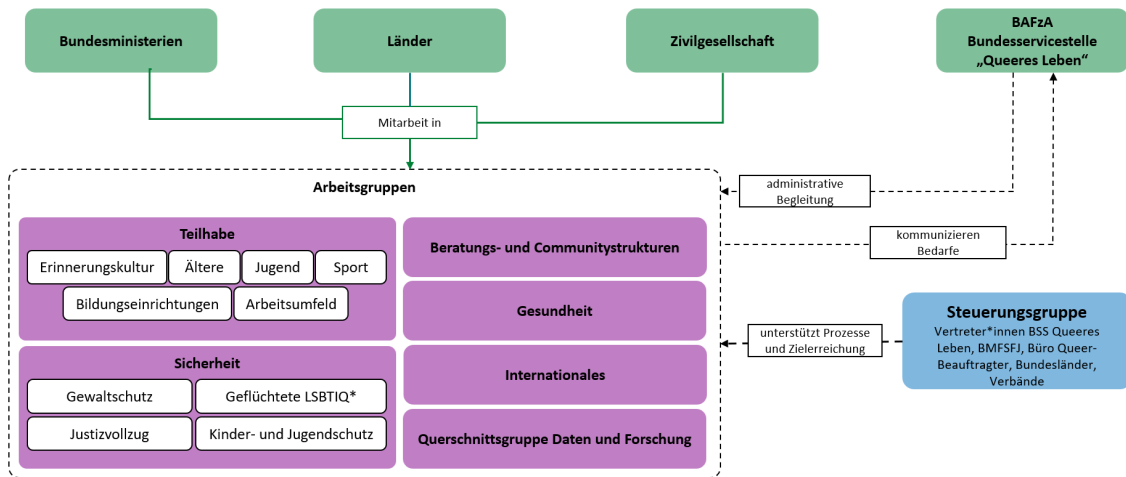 Bundesministerien
Länder
Zivilgesellschaft
BAFzA
Bundesservicestelle
„Queeres Leben“
Mitarbeit in
Arbeitsgruppen
administrative
Begleitung
kommunizieren
Bedarfe
Teilhabe
Erinnerungskultur
Ältere
Jugend
Sport
Bildungseinrichtungen
Arbeitsumfeld
Beratungs- und Communitystrukturen
Gesundheit
Internationales
Querschnittsgruppe Daten und Forschung
Sicherheit
Gewaltschutz
Geflüchtete LSBTIQ*
Justizvollzug
Kinder- und Jugendschutz
unterstützt Prozesse
und Zielerreichung
Steuerungsgruppe
Vertreter*innen BSS Queeres
Leben, BMFSFJ, Büro Queer-
Beauftragter, Bundesländer,
Verbände